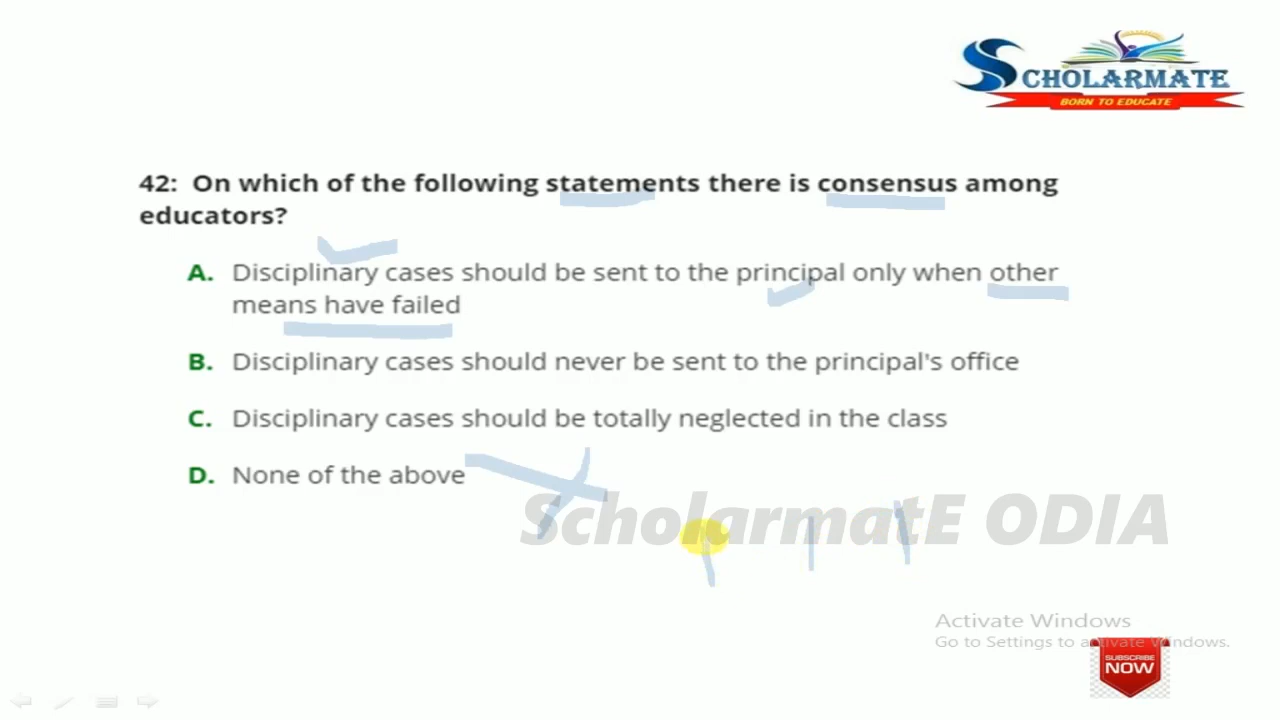 SCHOLARMATE
BORN TO EDUCATE
42: On which of the following statements there is consensus among
educators?
A. Disciplinary cases should be sent to the principal only when other
means have failed
B. Disciplinary cases should never be sent to the principal's office
C. Disciplinary cases should be totally neglected in the class
D. None of the above
ScholarmatE ODIA
Activate Windows
Go to Settings to activate Windows.
SUBSCRIBE
NOW